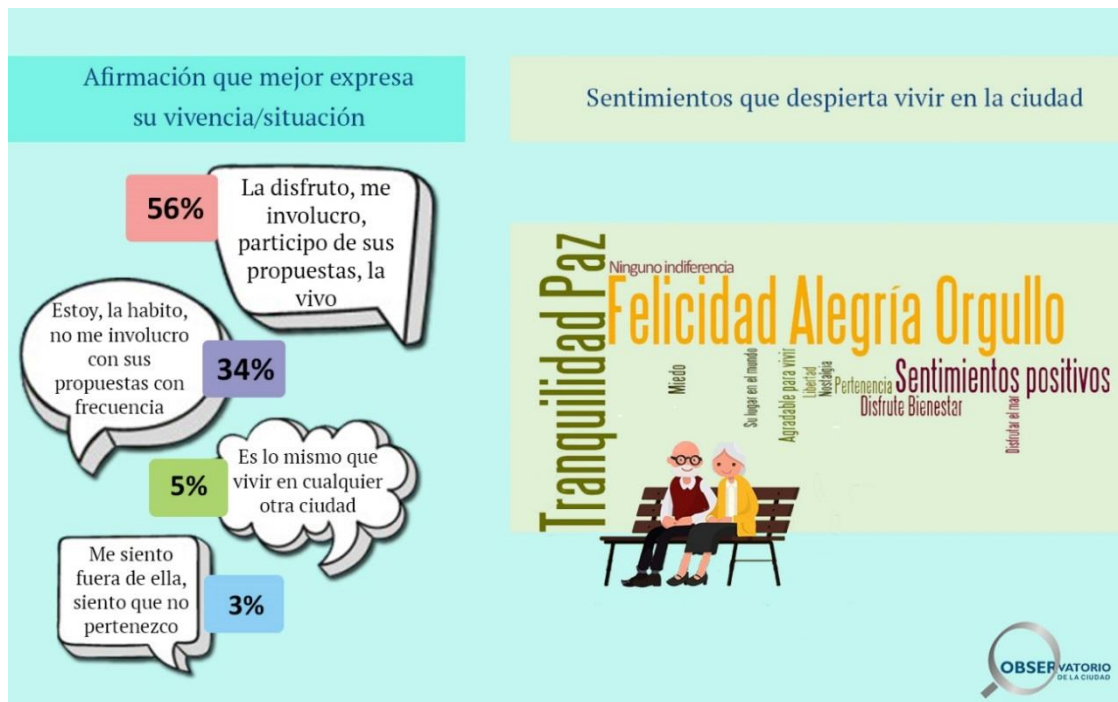 Afirmación que mejor expresa
su vivencia/situación
56%
La disfruto, me
involucro,
participo de sus
propuestas, la
vivo
Estoy, la habito,
no me involucro
con sus
propuestas con
frecuencia
34%
5%
Es lo mismo que
vivir en cualquier
otra ciudad
Me siento
fuera de ella,
siento que no
pertenezco
3%
Sentimientos que despierta vivir en la ciudad
Tranquilidad Paz
Ninguno indiferencia
Felicidad Alegría Orgullo
Miedo
Su lugar en el mundo
Agradable para vivir
Libertad
Nostalgia
Pertenencia
Sentimientos positivos
Disfrute Bienestar
Disfrutar el mar
OBSERVATORIO
DE LA CIUDAD